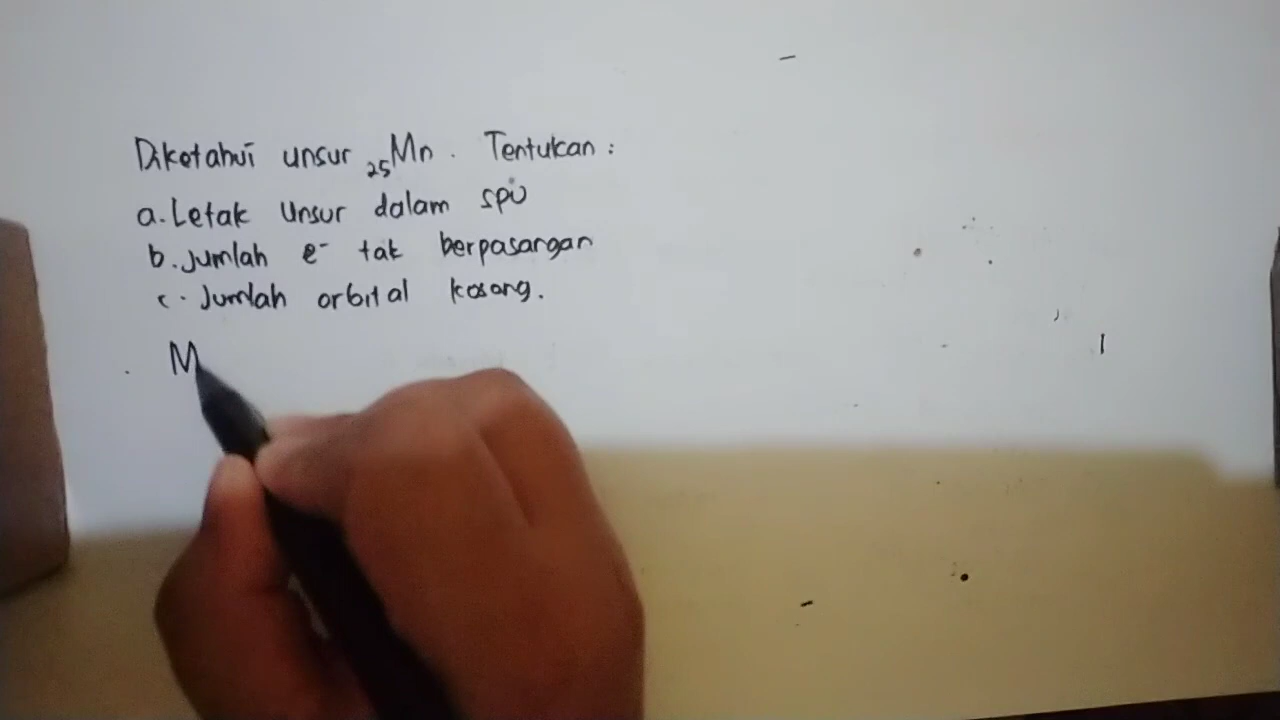 Diketahui unsur ₂₅Mn. Tentukan:
a. Letak Unsur dalam spu
b. Jumlah e⁻ tak berpasangan
c. Jumlah orbital kosong.
M